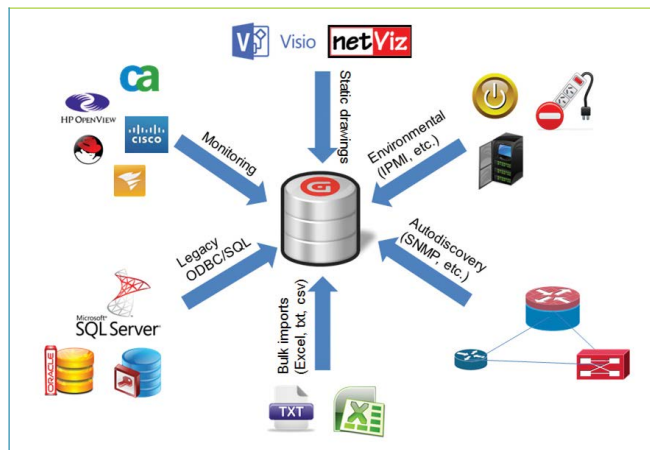 Visio
netViz
ca
HP OPENVIEW
CISCO
Monitoring
Static drawings
Environmental
(IPMI, etc.)
Legacy
ODBC/SQL
Autodiscovery
(SNMP, etc.)
Microsoft®
SQL Server®
ORACLE
Bulk imports
(Excel, txt, csv)
TXT